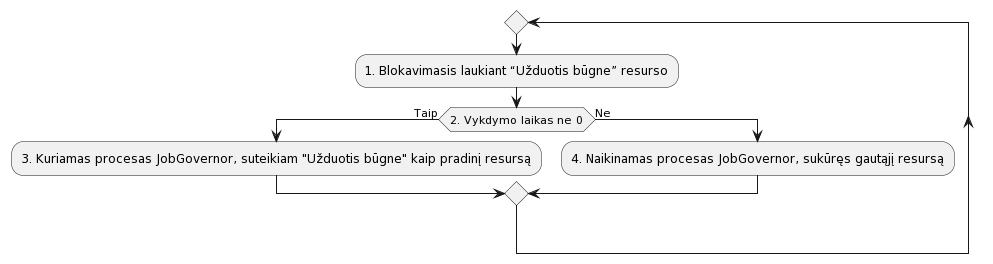 1. Blokavimasis laukiant “Užduotis būgne” resurso
Taip
2. Vykdymo laikas ne 0
Ne
3. Kuriamas procesas JobGovernor, suteikiam "Užduotis būgne" kaip pradinį resursą
4. Naikinamas procesas JobGovernor, sukūręs gautąjį resursą